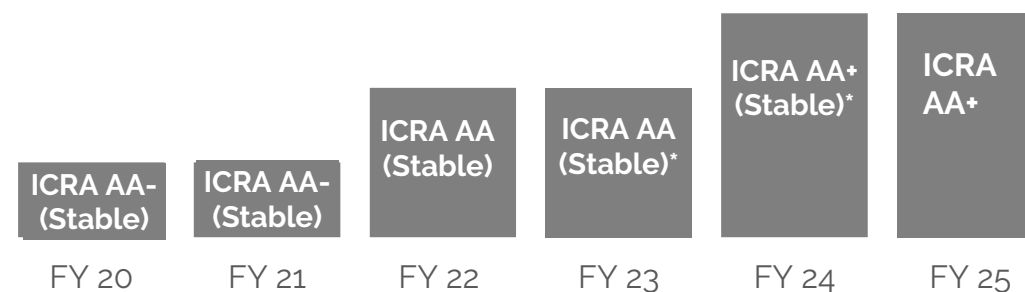 ICRA AA-
(Stable)
ICRA AA-
(Stable)
ICRA AA
(Stable)
ICRA AA
(Stable)*
ICRA AA+
(Stable)*
ICRA
AA+
FY 20
FY 21
FY 22
FY 23
FY 24
FY 25